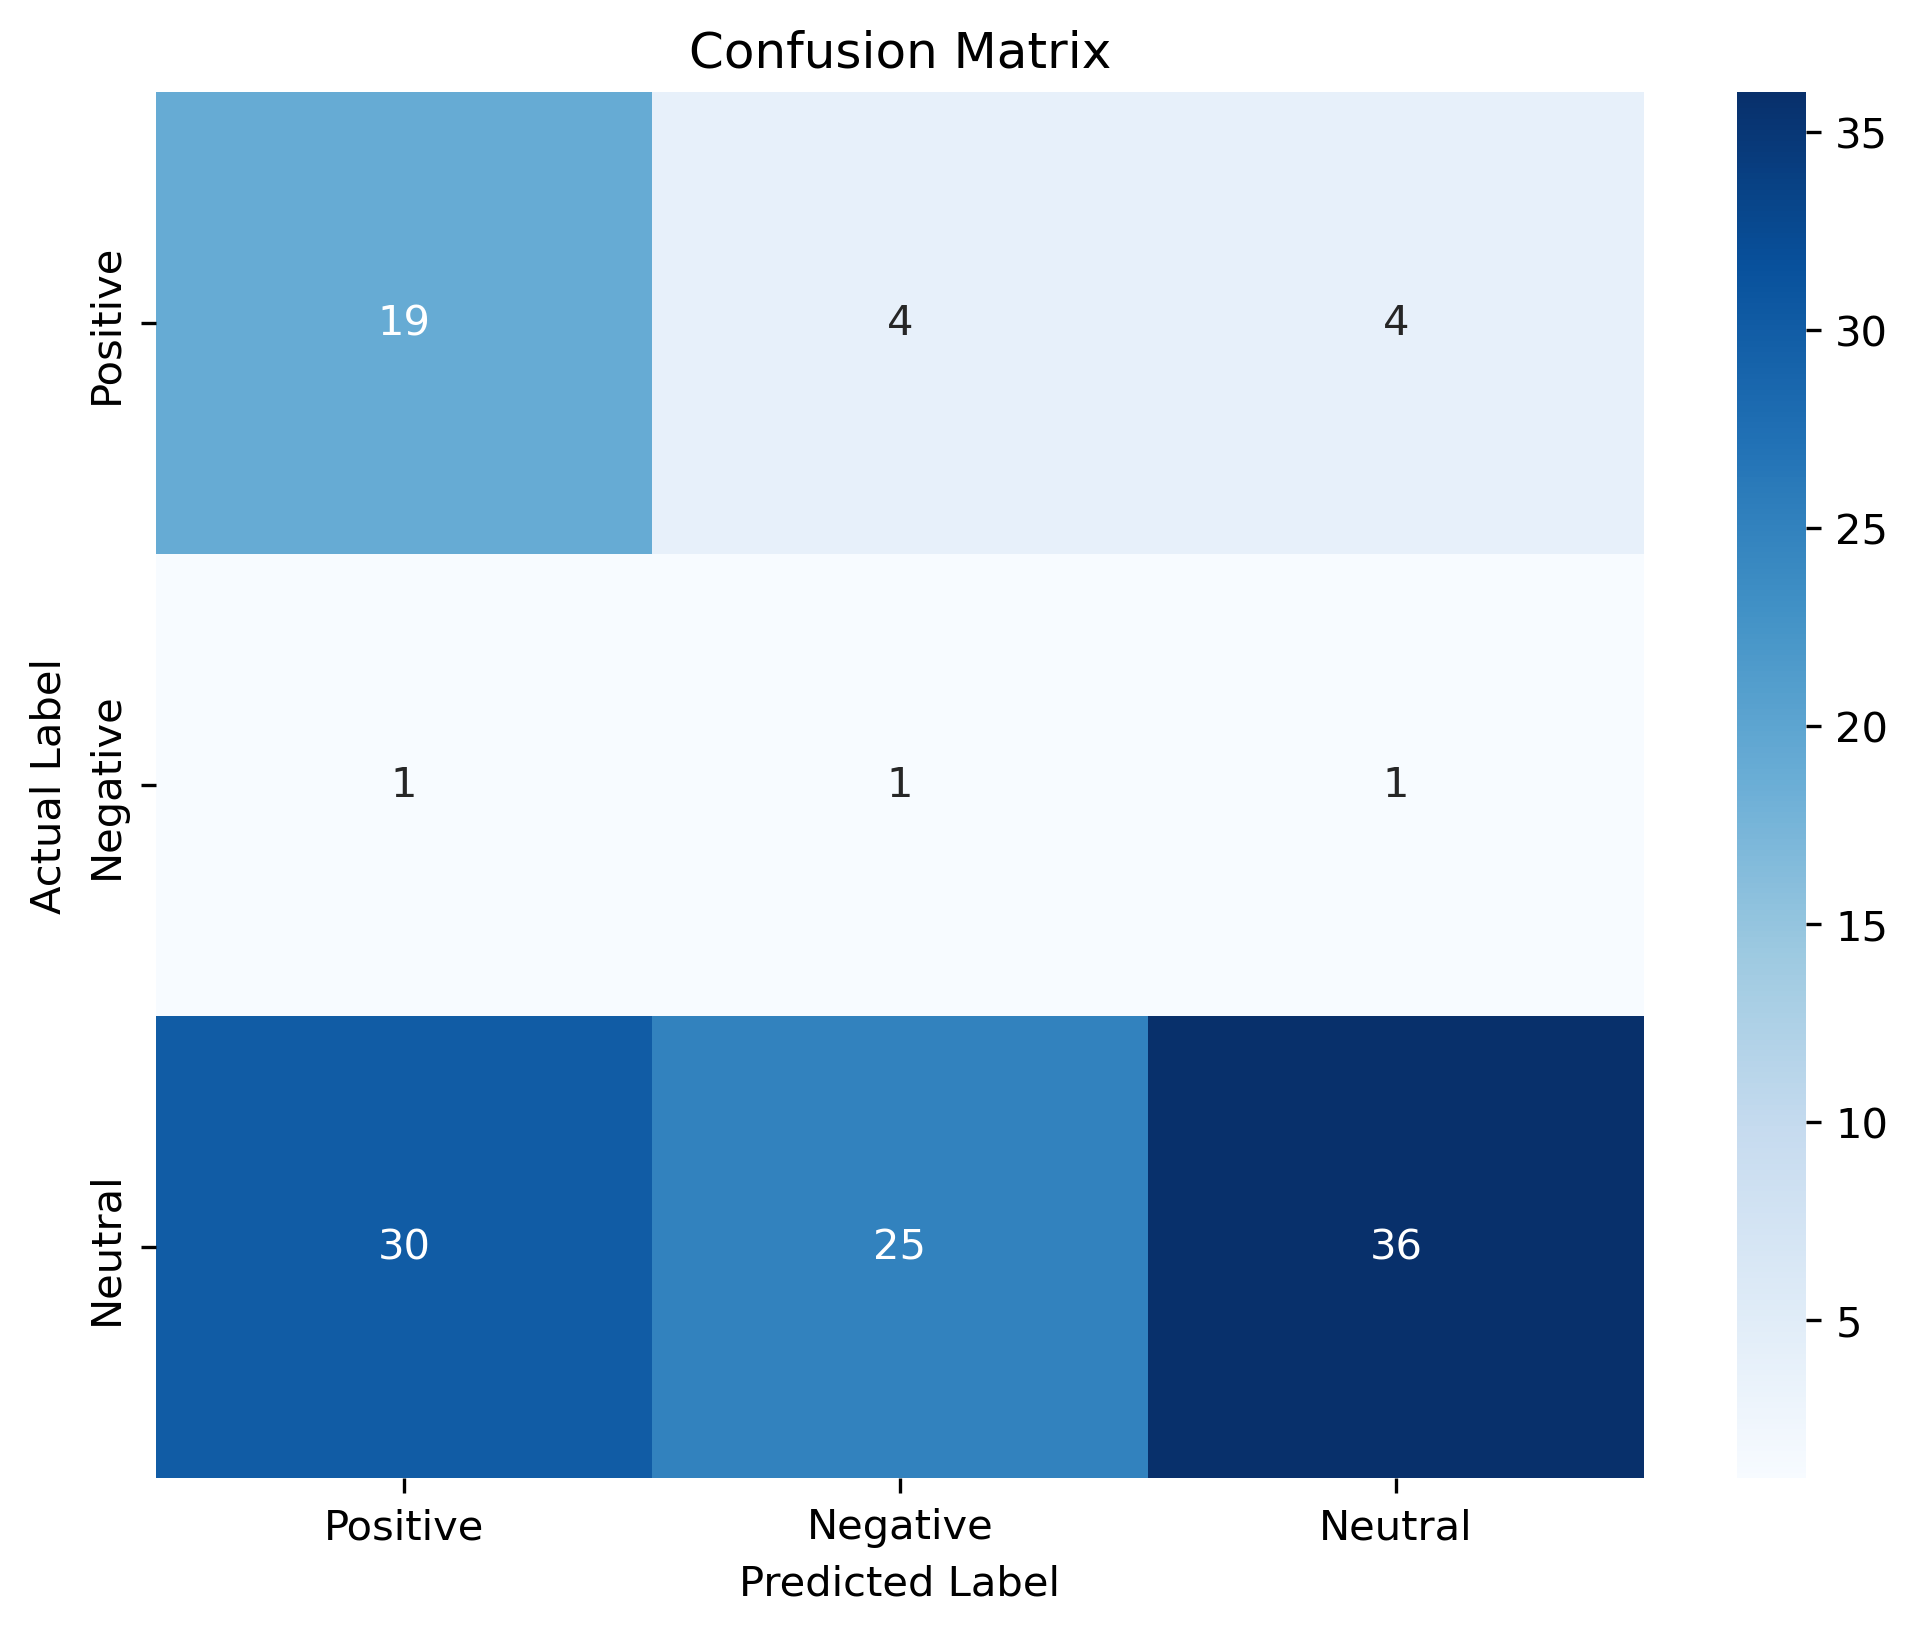 Confusion Matrix
Actual Label
Positive
19 4 4
Negative
1 1 1
Neutral
30 25 36
Positive Negative Neutral
Predicted Label
35
30
25
20
15
10
5